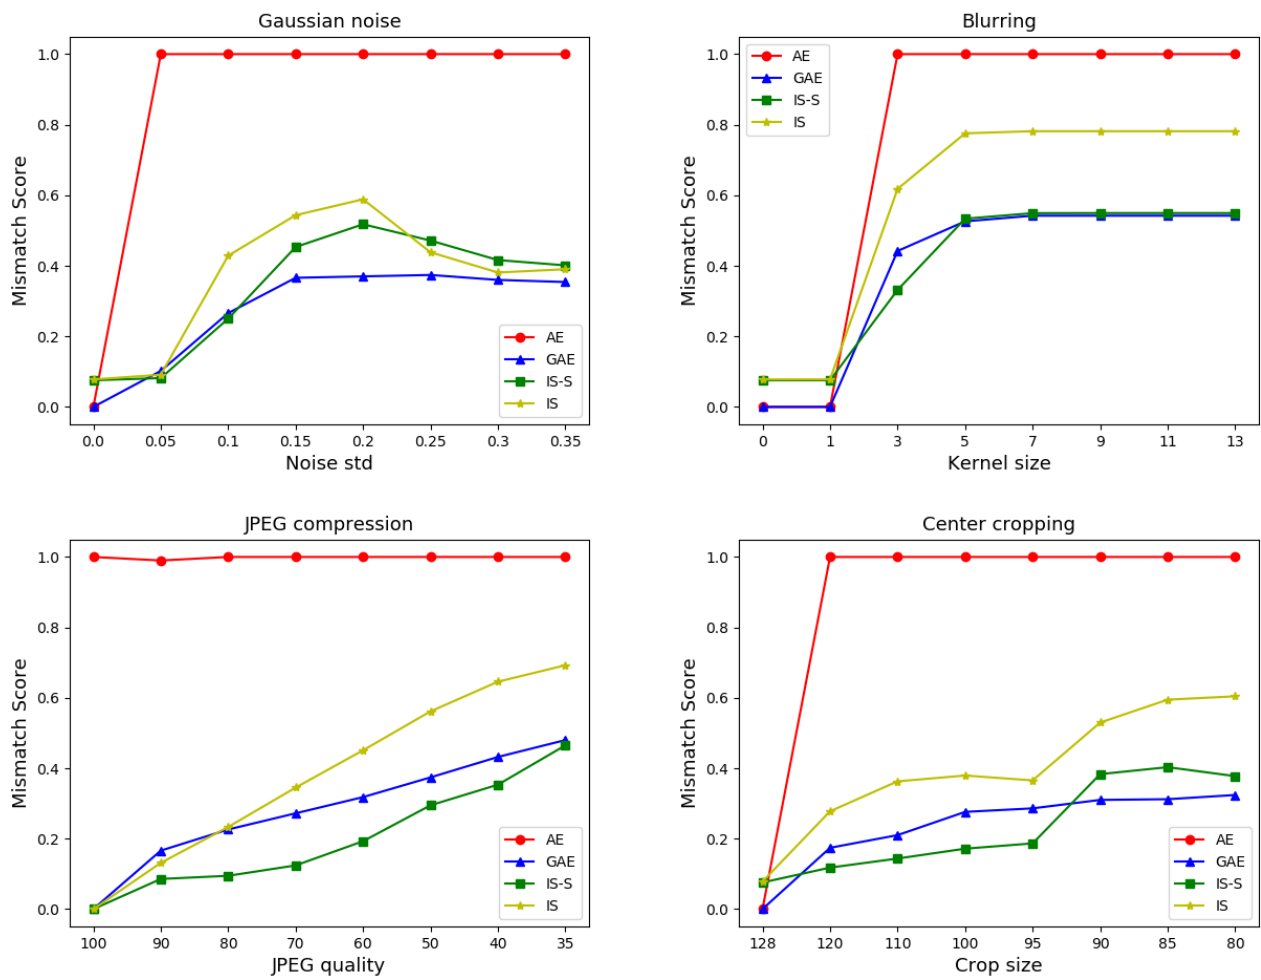 Gaussian noise
Mismatch Score
1.0
0.8
0.6
0.4
0.2
0.0
AE
GAE
IS-S
IS
0.0 0.05 0.1 0.15 0.2 0.25 0.3 0.35
Noise std
Blurring
Mismatch Score
1.0
0.8
0.6
0.4
0.2
0.0
AE
GAE
IS-S
IS
0 1 3 5 7 9 11 13
Kernel size
JPEG compression
Mismatch Score
1.0
0.8
0.6
0.4
0.2
0.0
AE
GAE
IS-S
IS
100 90 80 70 60 50 40 35
JPEG quality
Center cropping
Mismatch Score
1.0
0.8
0.6
0.4
0.2
0.0
AE
GAE
IS-S
IS
128 120 110 100 95 90 85 80
Crop size